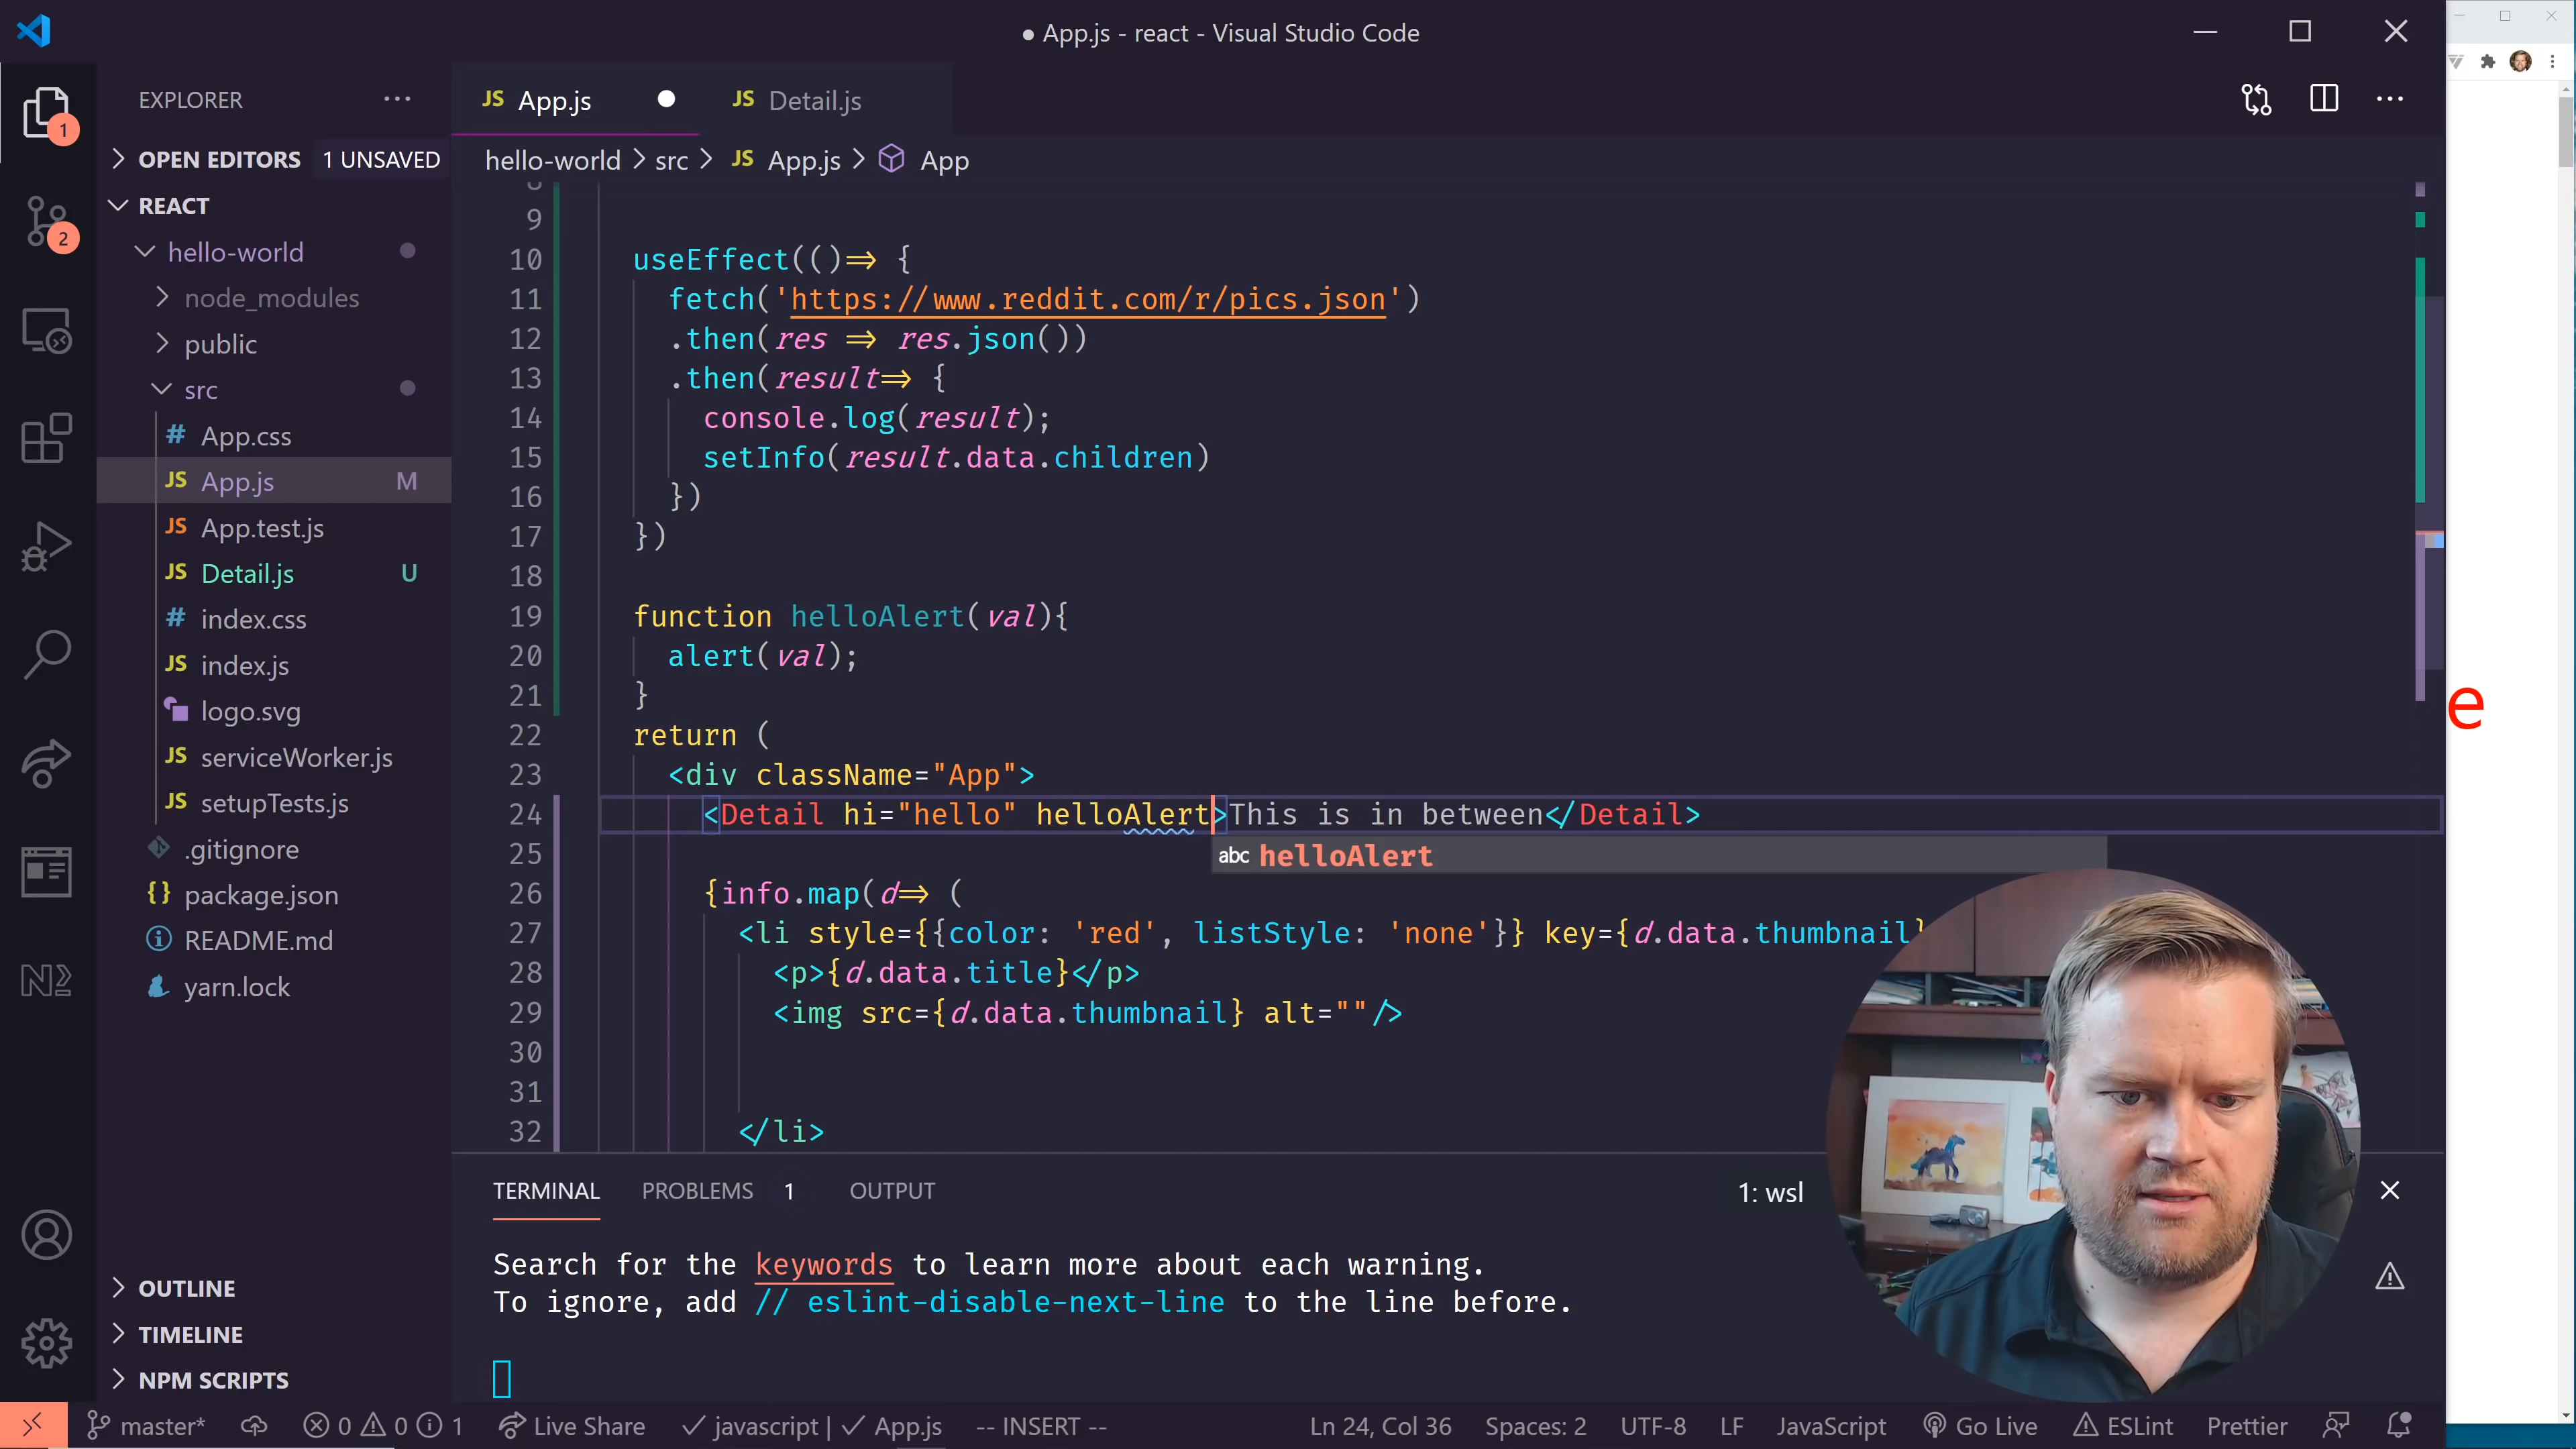 ● App.js - react - Visual Studio Code
EXPLORER
OPEN EDITORS 1 UNSAVED
REACT
hello-world
node_modules
public
src
# App.css
JS App.js M
JS App.test.js
JS Detail.js U
# index.css
JS index.js
logo.svg
JS serviceWorker.js
JS setupTests.js
.gitignore
{} package.json
README.md
yarn.lock
OUTLINE
TIMELINE
NPM SCRIPTS
1
2
JS App.js ●
JS Detail.js
hello-world > src > JS App.js > App
8
9
10 useEffect(()=> {
11 fetch('https://www.reddit.com/r/pics.json')
12 .then(res => res.json())
13 .then(result=> {
14 console.log(result);
15 setInfo(result.data.children)
16 })
17 })
18
19 function helloAlert(val){
20 alert(val);
21 }
22 return (
23 <div className="App">
24 <Detail hi="hello" helloAlert>This is in between</Detail>
abc helloAlert
25
26 {info.map(d=> (
27 <li style={{color: 'red', listStyle: 'none'}} key={d.data.thumbnail}
28 <p>{d.data.title}</p>
29 <img src={d.data.thumbnail} alt=""/>
30
31
32 </li>
e
TERMINAL PROBLEMS 1 OUTPUT
1: wsl
Search for the keywords to learn more about each warning.
To ignore, add // eslint-disable-next-line to the line before.
master* 0 0 1 Live Share javascript | App.js -- INSERT -- Ln 24, Col 36 Spaces: 2 UTF-8 LF JavaScript Go Live ESLint Prettier